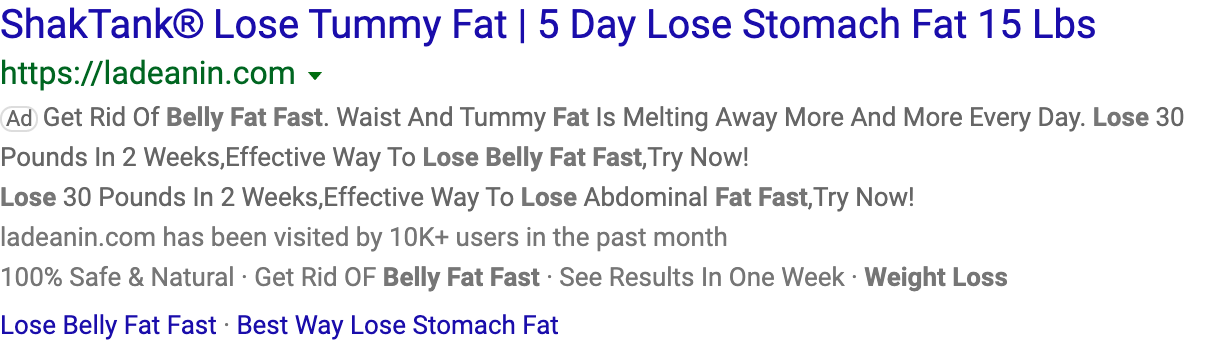 ShakTank® Lose Tummy Fat | 5 Day Lose Stomach Fat 15 Lbs
https://ladeanin.com
Ad Get Rid Of Belly Fat Fast. Waist And Tummy Fat Is Melting Away More And More Every Day. Lose 30
Pounds In 2 Weeks,Effective Way To Lose Belly Fat Fast,Try Now!
Lose 30 Pounds In 2 Weeks,Effective Way To Lose Abdominal Fat Fast,Try Now!
ladeanin.com has been visited by 10K+ users in the past month
100% Safe & Natural · Get Rid OF Belly Fat Fast · See Results In One Week · Weight Loss
Lose Belly Fat Fast · Best Way Lose Stomach Fat